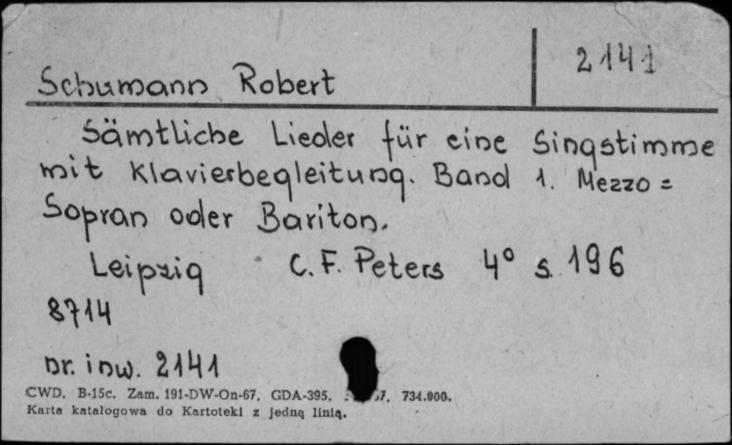 2141
Schumann Robert
Sämtliche Lieder für eine Singstimme
mit Klavierbegleitung. Band 1. Mezzo=
Sopran oder Bariton.
Leipzig C. F. Peters 4° s. 196
8714
nr. inw. 2141
CWD. B-15c. Zam. 191-DW-On-67. GDA-395. 67. 734.000.
Karta katalogowa do Kartoteki z jedną linią.